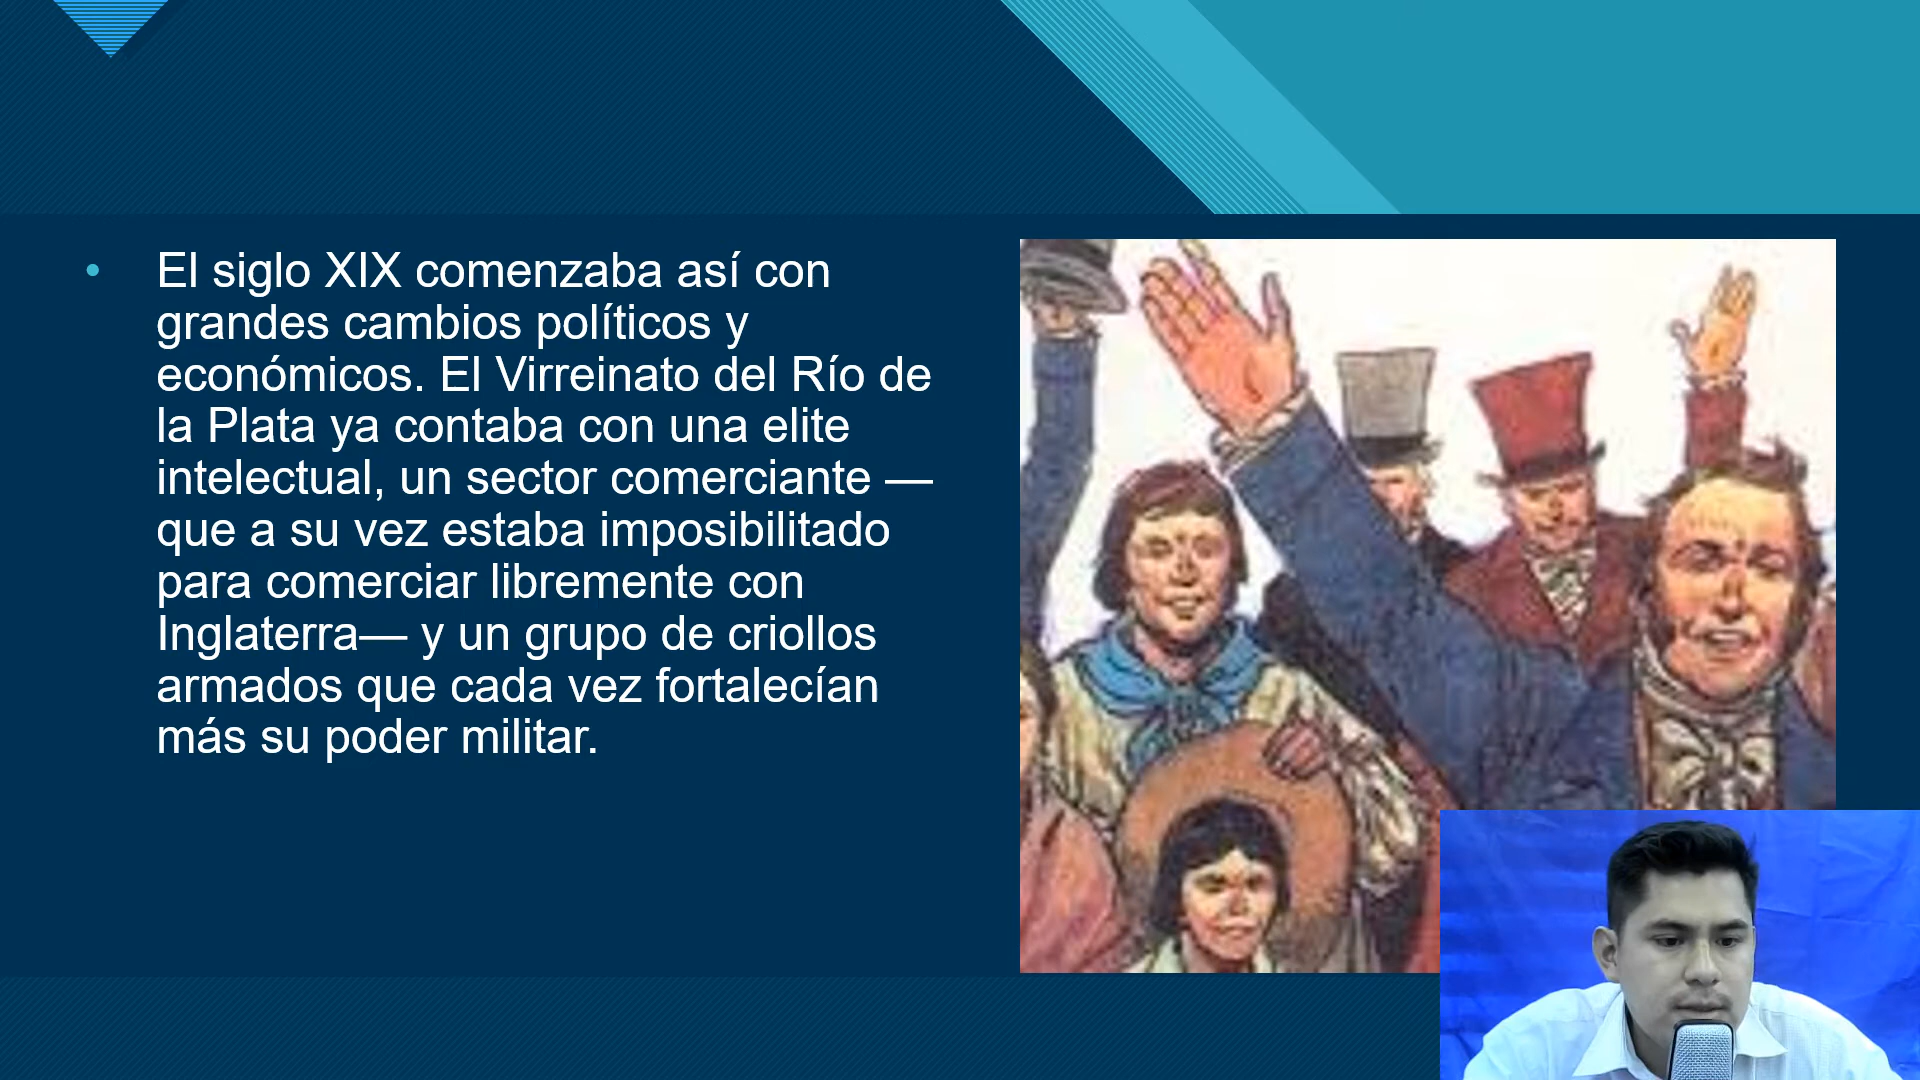 El siglo XIX comenzaba así con
grandes cambios políticos y
económicos. El Virreinato del Río de
la Plata ya contaba con una elite
intelectual, un sector comerciante —
que a su vez estaba imposibilitado
para comerciar libremente con
Inglaterra— y un grupo de criollos
armados que cada vez fortalecían
más su poder militar.